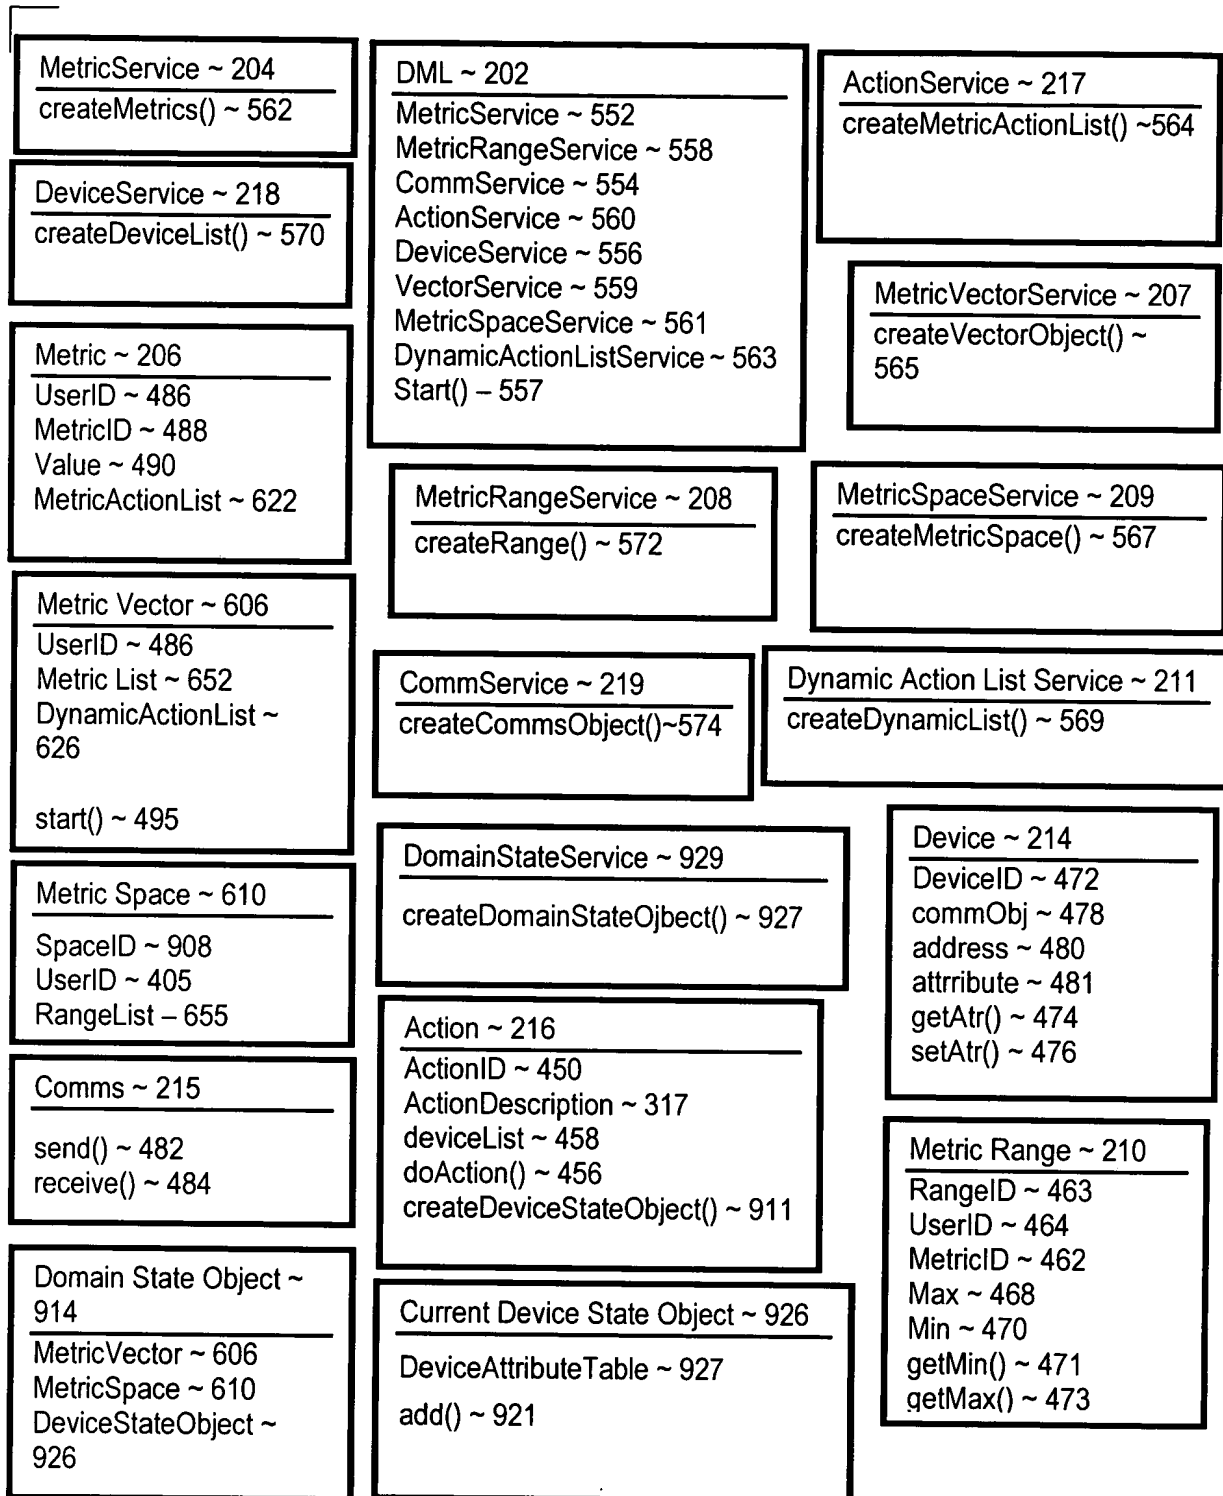 MetricService ~ 204
createMetrics() ~ 562
DeviceService ~ 218
createDeviceList() ~ 570
Metric ~ 206
UserID ~ 486
MetricID ~ 488
Value ~ 490
MetricActionList ~ 622
Metric Vector ~ 606
UserID ~ 486
Metric List ~ 652
DynamicActionList ~
626
start() ~ 495
Metric Space ~ 610
SpaceID ~ 908
UserID ~ 405
RangeList – 655
Comms ~ 215
send() ~ 482
receive() ~ 484
Domain State Object ~
914
MetricVector ~ 606
MetricSpace ~ 610
DeviceStateObject ~
926
DML ~ 202
MetricService ~ 552
MetricRangeService ~ 558
CommService ~ 554
ActionService ~ 560
DeviceService ~ 556
VectorService ~ 559
MetricSpaceService ~ 561
DynamicActionListService ~ 563
Start() – 557
MetricRangeService ~ 208
createRange() ~ 572
CommService ~ 219
createCommsObject()~574
DomainStateService ~ 929
createDomainStateOjbect() ~ 927
Action ~ 216
ActionID ~ 450
ActionDescription ~ 317
deviceList ~ 458
doAction() ~ 456
createDeviceStateObject() ~ 911
Current Device State Object ~ 926
DeviceAttributeTable ~ 927
add() ~ 921
ActionService ~ 217
createMetricActionList() ~564
MetricVectorService ~ 207
createVectorObject() ~
565
MetricSpaceService ~ 209
createMetricSpace() ~ 567
Dynamic Action List Service ~ 211
createDynamicList() ~ 569
Device ~ 214
DeviceID ~ 472
commObj ~ 478
address ~ 480
attrribute ~ 481
getAtr() ~ 474
setAtr() ~ 476
Metric Range ~ 210
RangeID ~ 463
UserID ~ 464
MetricID ~ 462
Max ~ 468
Min ~ 470
getMin() ~ 471
getMax() ~ 473